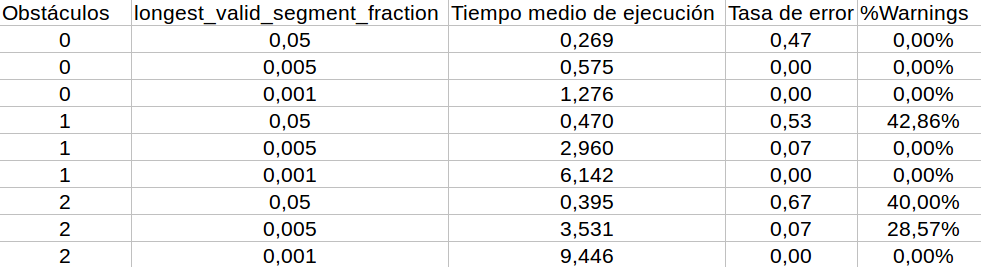 Obstáculos longest_valid_segment_fraction Tiempo medio de ejecución Tasa de error %Warnings
0 0,05 0,269 0,47 0,00%
0 0,005 0,575 0,00 0,00%
0 0,001 1,276 0,00 0,00%
1 0,05 0,470 0,53 42,86%
1 0,005 2,960 0,07 0,00%
1 0,001 6,142 0,00 0,00%
2 0,05 0,395 0,67 40,00%
2 0,005 3,531 0,07 28,57%
2 0,001 9,446 0,00 0,00%